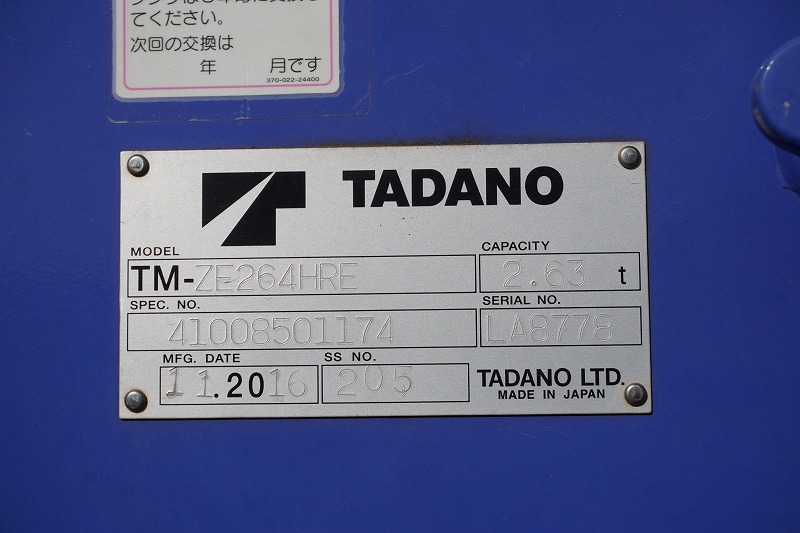 てください。
次回の交換は
年 月です
370-022-24400
TADANO
MODEL CAPACITY
TM-ZE264HRE 2.63 t
SPEC. NO. SERIAL NO.
41008501174 LA8778
MFG. DATE SS NO.
11.2016 205 TADANO LTD.
MADE IN JAPAN